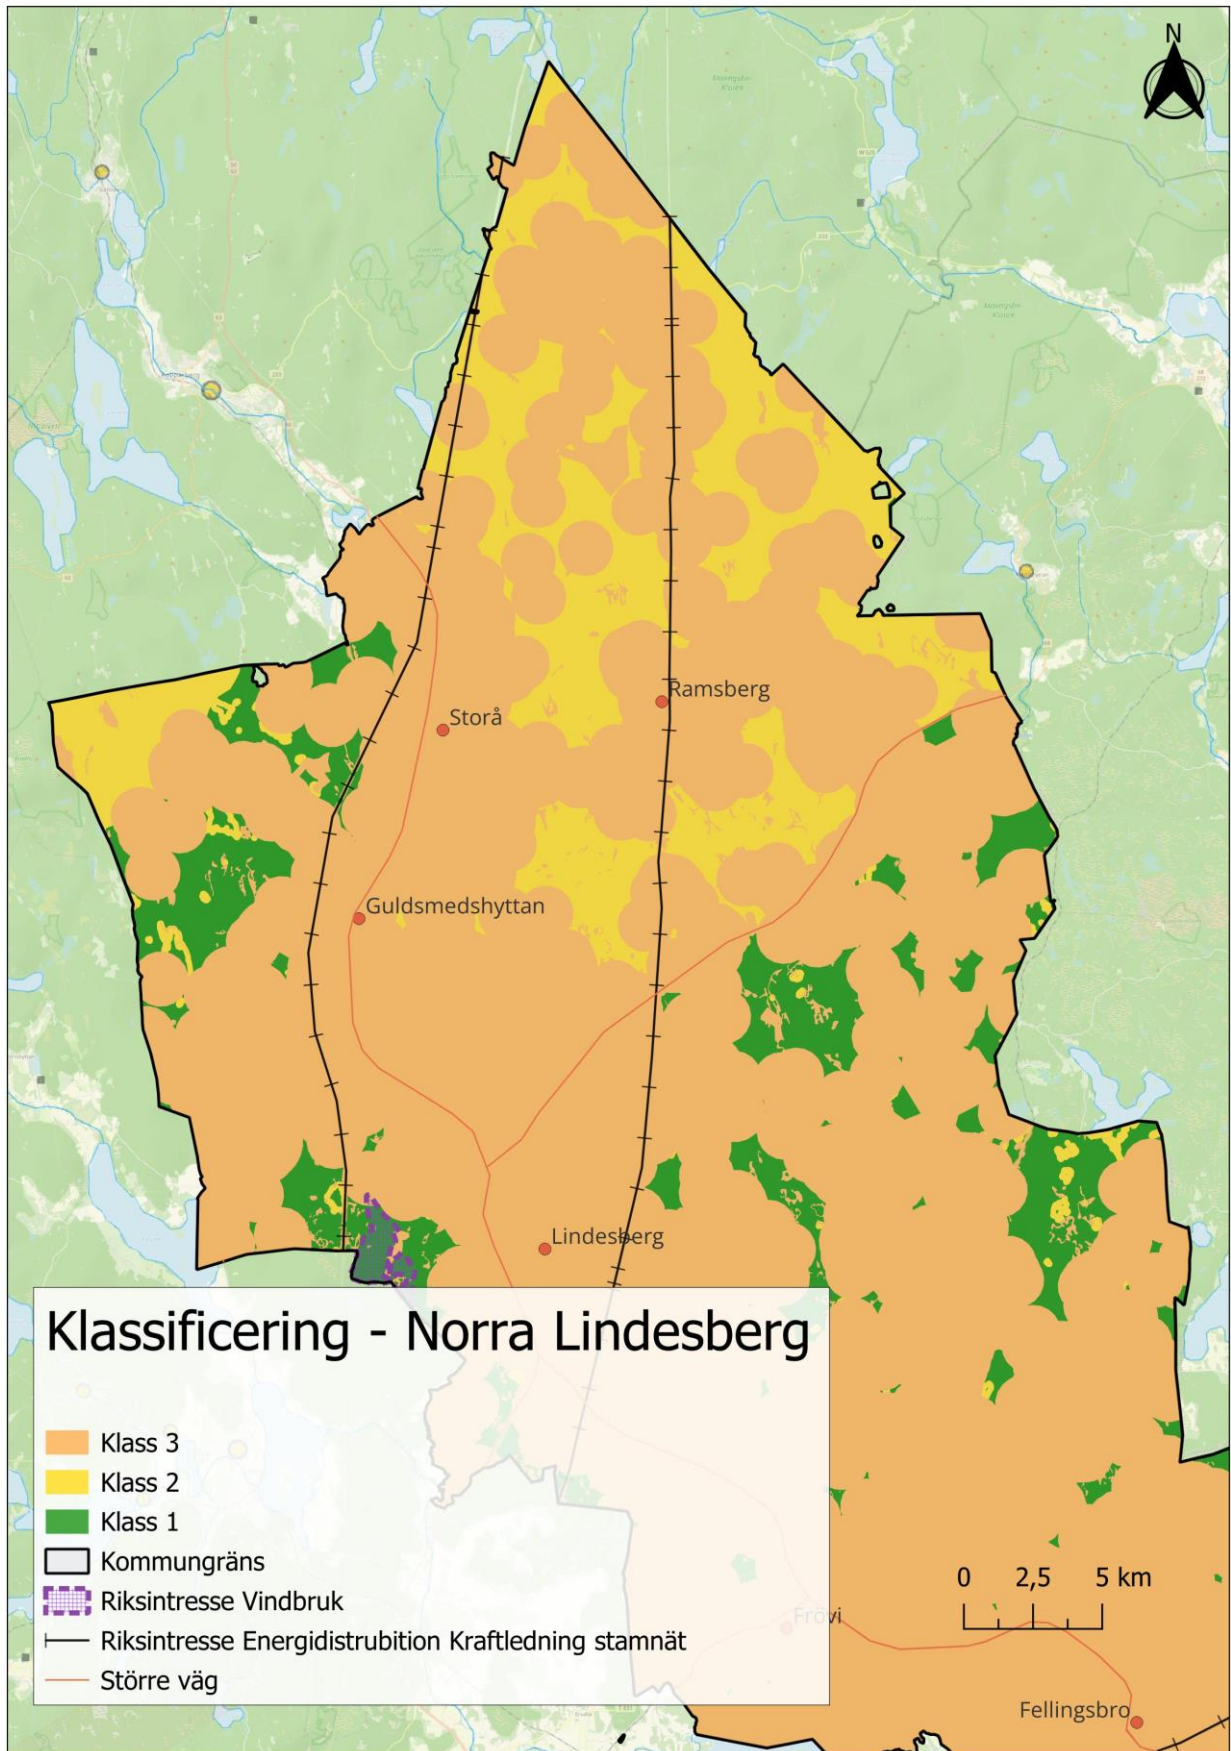 N
Ramsberg
Storå
Guldsmedshyttan
Lindesberg
Klassificering - Norra Lindesberg
Klass 3
Klass 2
Klass 1
Kommungräns
Riksintresse Vindbruk
Riksintresse Energidistrubition Kraftledning stamnät
Större väg
0 2,5 5 km
Frövi
Fellingsbro